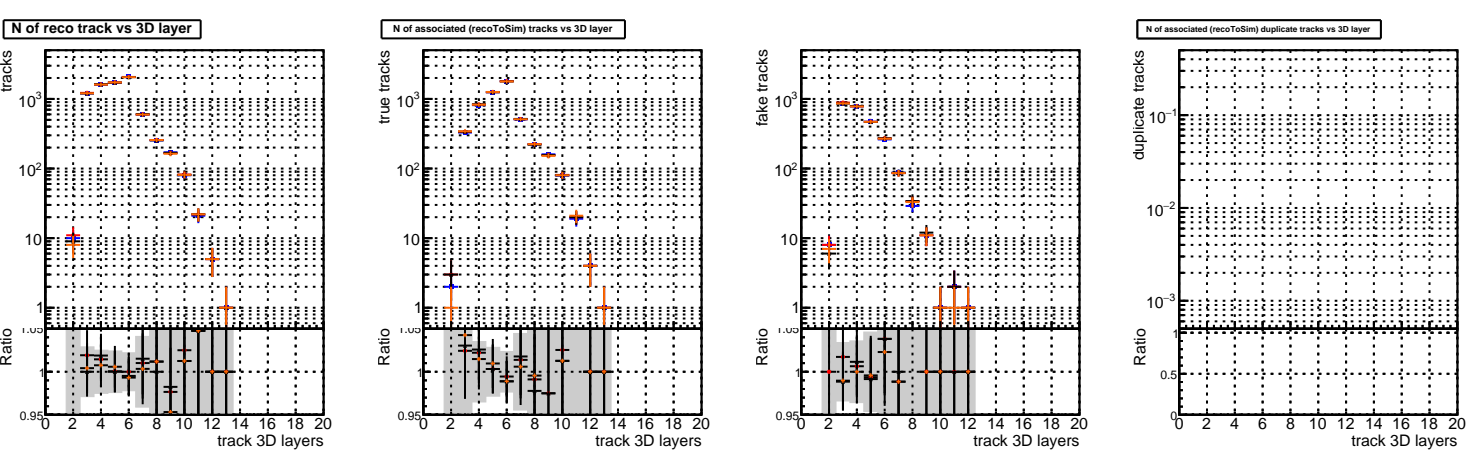 N of reco track vs 3D layer
tracks
10³
10²
10
1
Ratio
1.05
1
0.95
0 2 4 6 8 10 12 14 16 18 20
track 3D layers
N of associated (recoToSim) tracks vs 3D layer
true tracks
10³
10²
10
1
Ratio
1.05
1
0.95
0 2 4 6 8 10 12 14 16 18 20
track 3D layers
fake tracks
10³
10²
10
1
Ratio
1.05
1
0.95
0 2 4 6 8 10 12 14 16 18 20
track 3D layers
N of associated (recoToSim) duplicate tracks vs 3D layer
duplicate tracks
10⁻¹
10⁻²
10⁻³
Ratio
1
0.5
0
0 2 4 6 8 10 12 14 16 18 20
track 3D layers